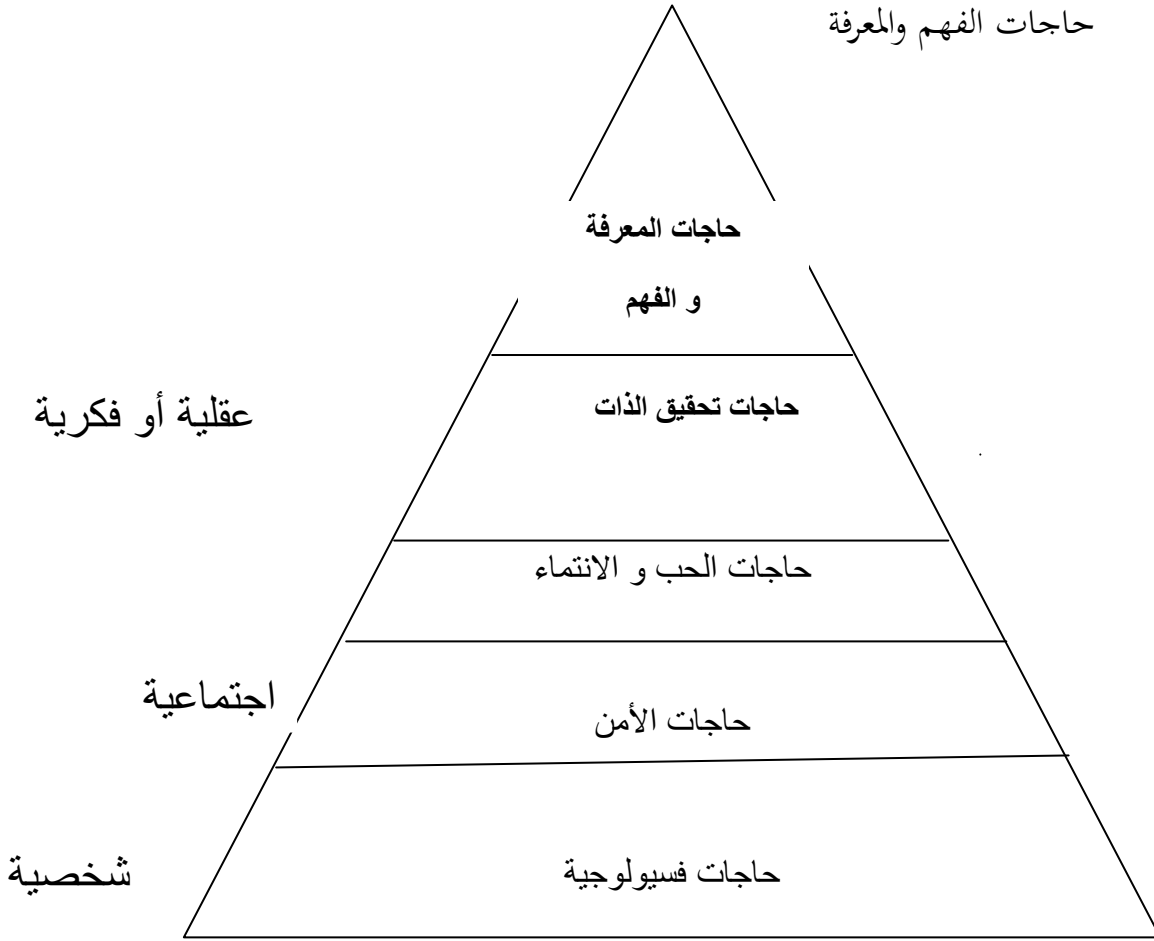 حاجات الفهم والمعرفة
حاجات المعرفة
و الفهم
حاجات تحقيق الذات
عقلية أو فكرية
حاجات الحب و الانتماء
اجتماعية
حاجات الأمن
حاجات فسيولوجية
شخصية